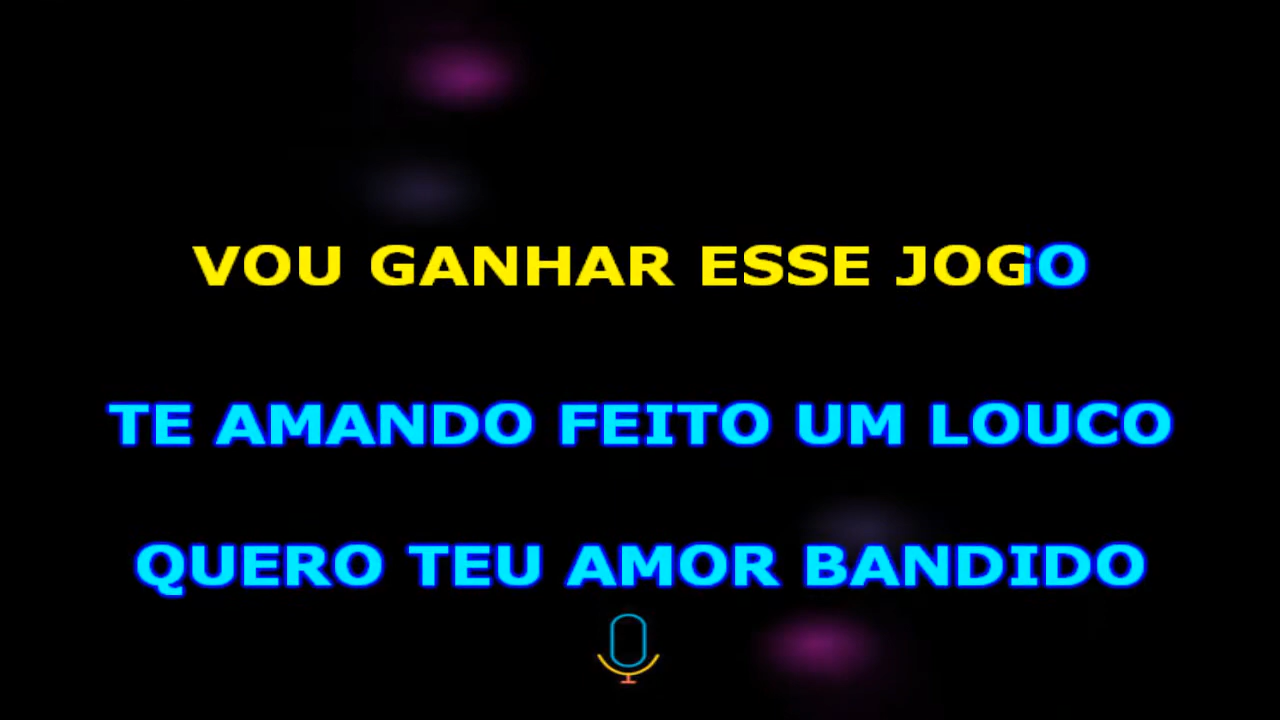 VOU GANHAR ESSE JOGO
TE AMANDO FEITO UM LOUCO
QUERO TEU AMOR BANDIDO